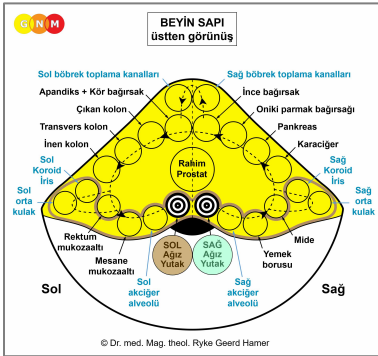 G N M
BEYİN SAPI
üstten görünüş
Sol böbrek toplama kanalları
Sağ böbrek toplama kanalları
Apandiks + Kör bağırsak
İnce bağırsak
Çıkan kolon
Oniki parmak bağırsağı
Transvers kolon
Pankreas
İnen kolon
Karaciğer
Sol
Koroid
İris
Rahim
Prostat
Sağ
Koroid
İris
Sol
orta
kulak
Sağ
orta
kulak
Rektum
mukozaaltı
Mesane
mukozaaltı
SOL
Ağız
Yutak
SAĞ
Ağız
Yutak
Mide
Yemek
borusu
Sol
akciğer
alveolü
Sağ
akciğer
alveolü
Sol
Sağ
© Dr. med. Mag. theol. Ryke Geerd Hamer